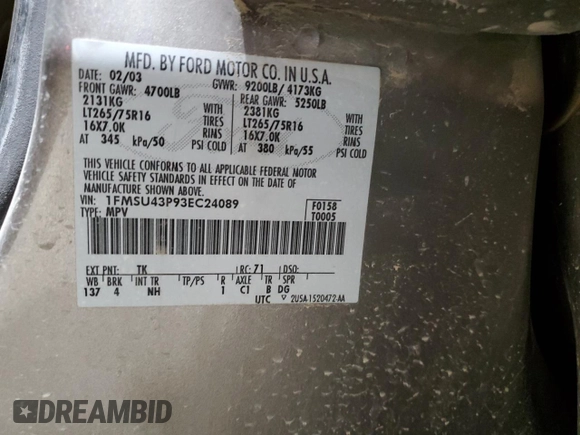 MFD. BY FORD MOTOR CO. IN U.S.A.
DATE: 02/03 GVWR: 9200LB/ 4173KG
FRONT GAWR: 4700LB REAR GAWR: 5250LB
2131KG WITH 2381KG WITH
LT265/75R16 TIRES LT265/75R16 TIRES
16X7.0K RIMS 16X7.0K RIMS
AT 345 kPa/50 PSI COLD AT 380 kPa/55 PSI COLD
THIS VEHICLE CONFORMS TO ALL APPLICABLE FEDERAL MOTOR
VEHICLE SAFETY STANDARDS IN EFFECT ON THE DATE OF
MANUFACTURE SHOWN ABOVE.
VIN: 1FMSU43P93EC24089 F0158
TYPE: MPV T0005
EXT PNT: TK RC: 71 DSO:
WB BRK INT TR TP/PS R AXLE TR SPR
137 4 NH 1 C1 B DG
UTC 2USA-1520472-AA
DREAMBID